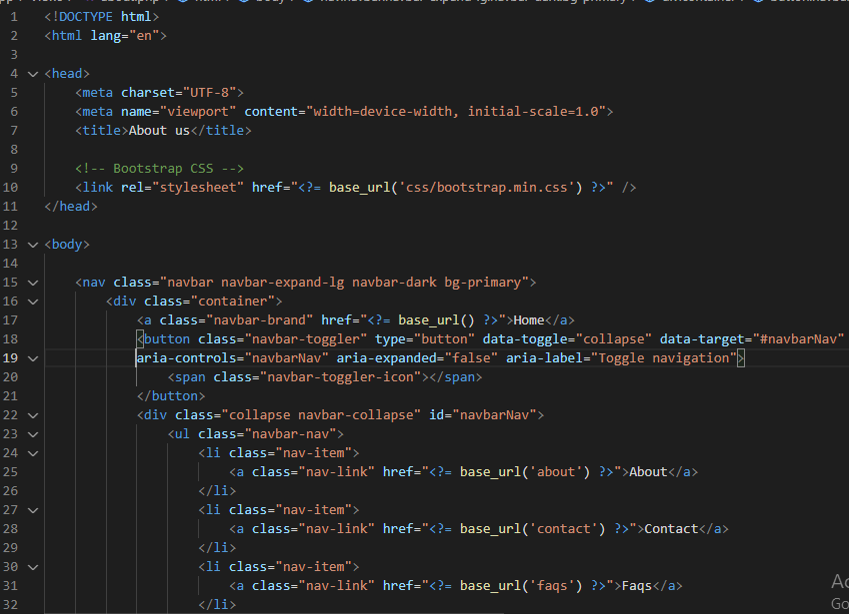 1 <!DOCTYPE html>
2 <html lang="en">
3
4 <head>
5 <meta charset="UTF-8">
6 <meta name="viewport" content="width=device-width, initial-scale=1.0">
7 <title>About us</title>
8
9 <!-- Bootstrap CSS -->
10 <link rel="stylesheet" href="<?= base_url('css/bootstrap.min.css') ?>" />
11 </head>
12
13 <body>
14
15 <nav class="navbar navbar-expand-lg navbar-dark bg-primary">
16 <div class="container">
17 <a class="navbar-brand" href="<?= base_url() ?>">Home</a>
18 <button class="navbar-toggler" type="button" data-toggle="collapse" data-target="#navbarNav"
19 aria-controls="navbarNav" aria-expanded="false" aria-label="Toggle navigation">
20 <span class="navbar-toggler-icon"></span>
21 </button>
22 <div class="collapse navbar-collapse" id="navbarNav">
23 <ul class="navbar-nav">
24 <li class="nav-item">
25 <a class="nav-link" href="<?= base_url('about') ?>">About</a>
26 </li>
27 <li class="nav-item">
28 <a class="nav-link" href="<?= base_url('contact') ?>">Contact</a>
29 </li>
30 <li class="nav-item">
31 <a class="nav-link" href="<?= base_url('faqs') ?>">Faqs</a>
32 </li>